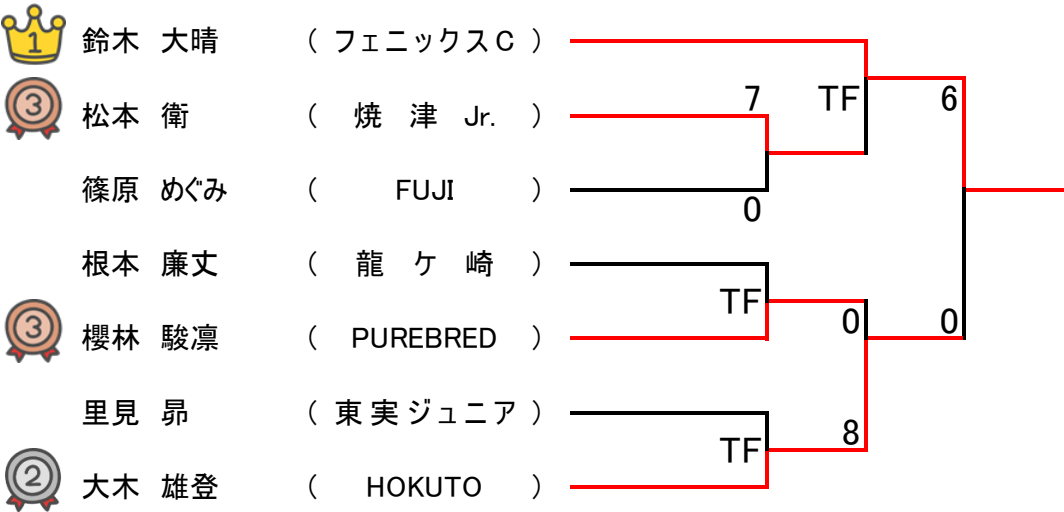 1 鈴木 大晴 ( フェニックスC )
3 松本 衛 ( 焼 津 Jr. ) 7 TF 6
篠原 めぐみ ( FUJI ) 0
根本 廉丈 ( 龍 ケ 崎 )
TF 0 0
3 櫻林 駿凛 ( PUREBRED )
里見 昴 ( 東実ジュニア )
TF 8
2 大木 雄登 ( HOKUTO )